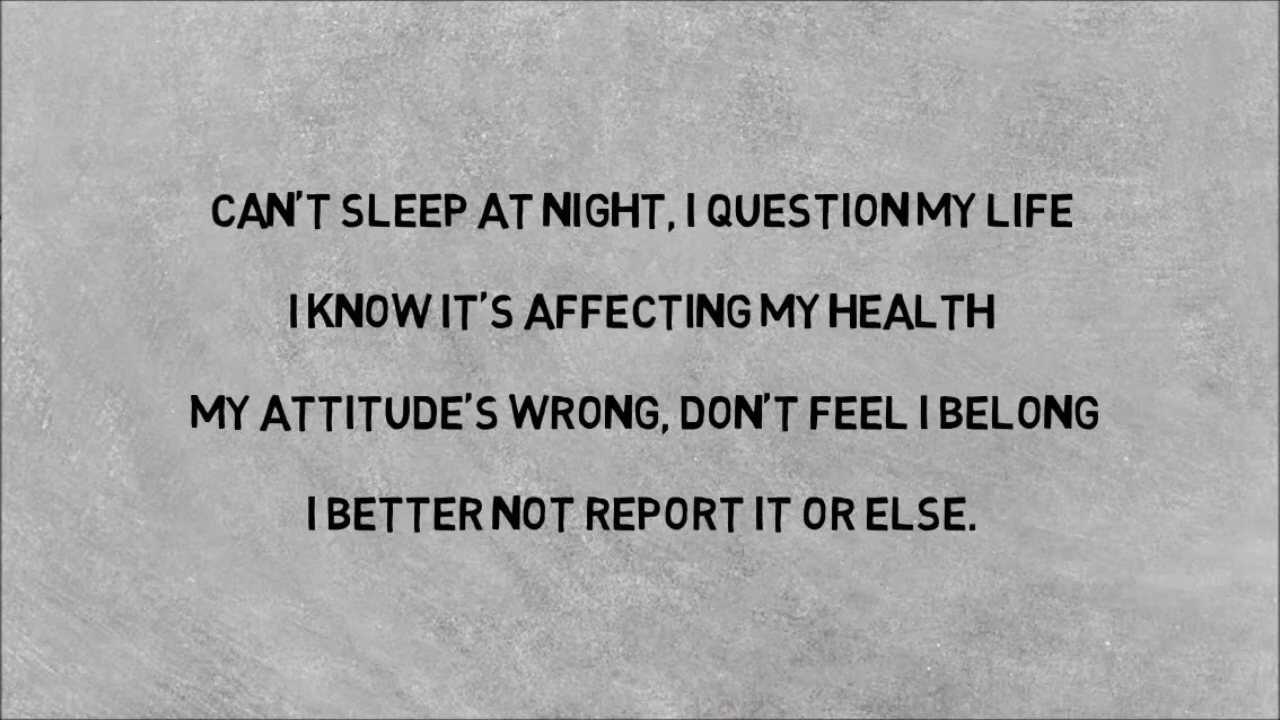 CAN'T SLEEP AT NIGHT, I QUESTION MY LIFE
I KNOW IT'S AFFECTING MY HEALTH
MY ATTITUDE'S WRONG, DON'T FEEL I BELONG
I BETTER NOT REPORT IT OR ELSE.